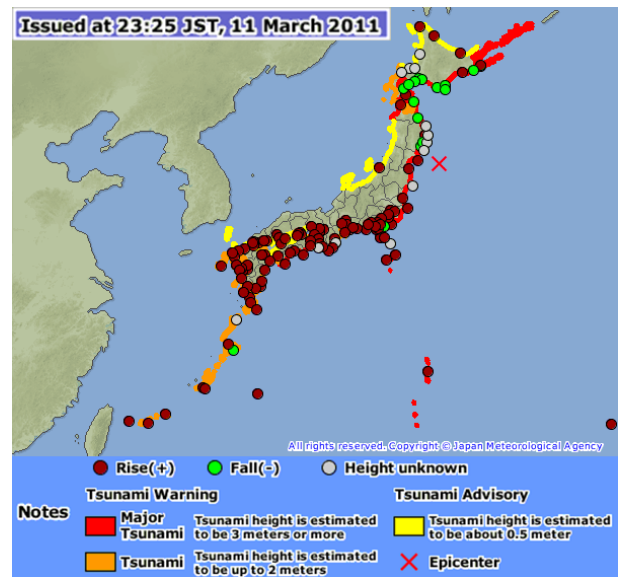 Issued at 23:25 JST, 11 March 2011
All rights reserved. Copyright © Japan Meteorological Agency
Rise(+) Fall(-) Height unknown
Notes
Tsunami Warning
Major Tsunami
Tsunami height is estimated
to be 3 meters or more
Tsunami
Tsunami height is estimated
to be up to 2 meters
Tsunami Advisory
Tsunami height is estimated
to be about 0.5 meter
Epicenter